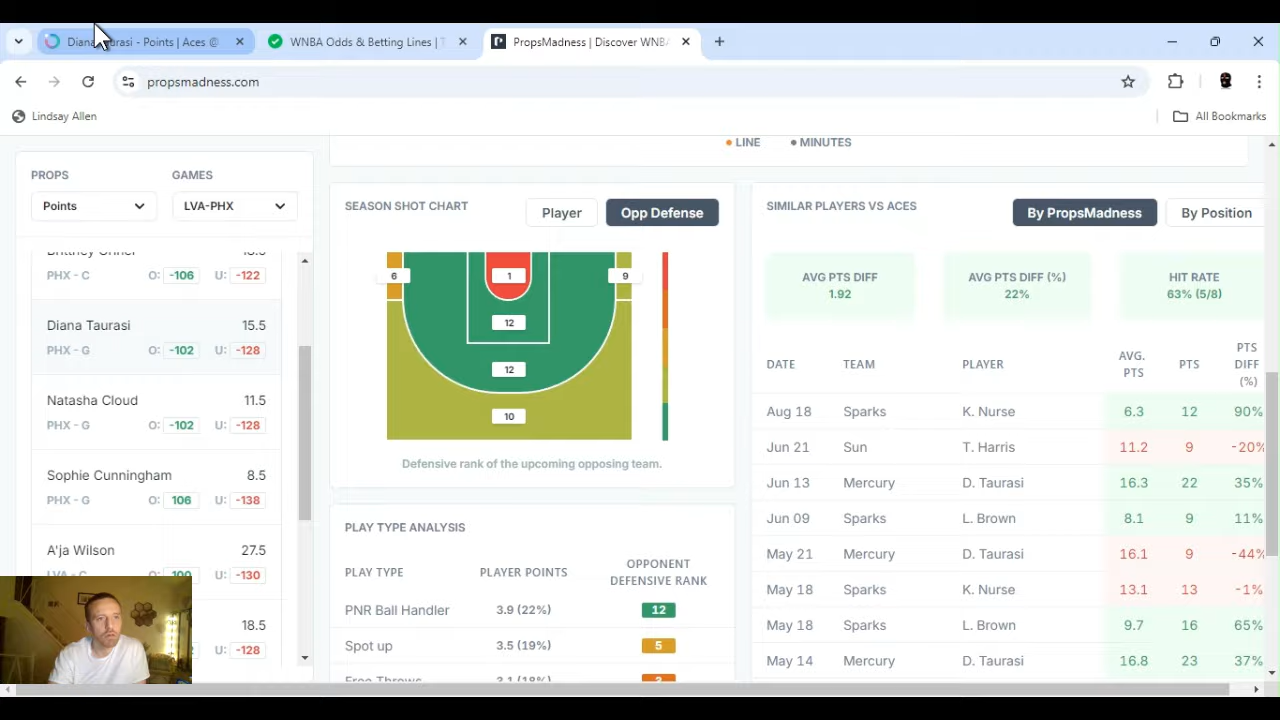 Diana Taurasi - Points | Aces @
WNBA Odds & Betting Lines | T
PropsMadness | Discover WNBA
propsmadness.com
Lindsay Allen
All Bookmarks
LINE
MINUTES
PROPS
GAMES
Points
LVA-PHX
PHX - C O: -106 U: -122
Diana Taurasi 15.5
PHX - G O: -102 U: -128
Natasha Cloud 11.5
PHX - G O: -102 U: -128
Sophie Cunningham 8.5
PHX - G O: 106 U: -138
A'ja Wilson 27.5
LVA - C O: 100 U: -130
18.5
U: -128
SEASON SHOT CHART
Player
Opp Defense
6
1
9
12
12
10
Defensive rank of the upcoming opposing team.
PLAY TYPE ANALYSIS
PLAY TYPE PLAYER POINTS OPPONENT DEFENSIVE RANK
PNR Ball Handler 3.9 (22%) 12
Spot up 3.5 (19%) 5
Free Throws 3.1 (18%)
SIMILAR PLAYERS VS ACES
By PropsMadness
By Position
AVG PTS DIFF
1.92
AVG PTS DIFF (%)
22%
HIT RATE
63% (5/8)
DATE TEAM PLAYER AVG. PTS PTS PTS DIFF (%)
Aug 18 Sparks K. Nurse 6.3 12 90%
Jun 21 Sun T. Harris 11.2 9 -20%
Jun 13 Mercury D. Taurasi 16.3 22 35%
Jun 09 Sparks L. Brown 8.1 9 11%
May 21 Mercury D. Taurasi 16.1 9 -44%
May 18 Sparks K. Nurse 13.1 13 -1%
May 18 Sparks L. Brown 9.7 16 65%
May 14 Mercury D. Taurasi 16.8 23 37%